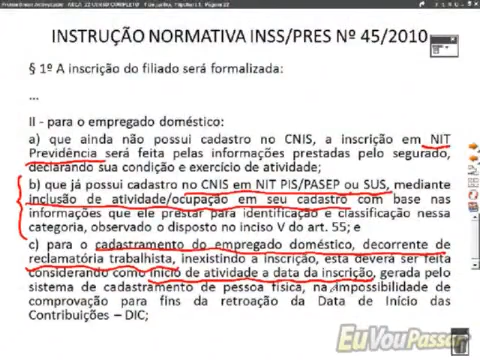 INSTRUÇÃO NORMATIVA INSS/PRES Nº 45/2010
§ 1º A inscrição do filiado será formalizada:
...
II - para o empregado doméstico:
a) que ainda não possui cadastro no CNIS, a inscrição em NIT
Previdência será feita pelas informações prestadas pelo segurado,
declarando sua condição e exercício de atividade;
b) que já possui cadastro no CNIS em NIT PIS/PASEP ou SUS, mediante
inclusão de atividade/ocupação em seu cadastro com base nas
informações que ele prestar para identificação e classificação nessa
categoria, observado o disposto no inciso V do art. 55; e
c) para o cadastramento do empregado doméstico, decorrente de
reclamatória trabalhista, inexistindo a inscrição, esta deverá ser feita
considerando como início de atividade a data da inscrição, gerada pelo
sistema de cadastramento de pessoa física, na impossibilidade de
comprovação para fins da retroação da Data de Início das
Contribuições – DIC;
EuVouPassar